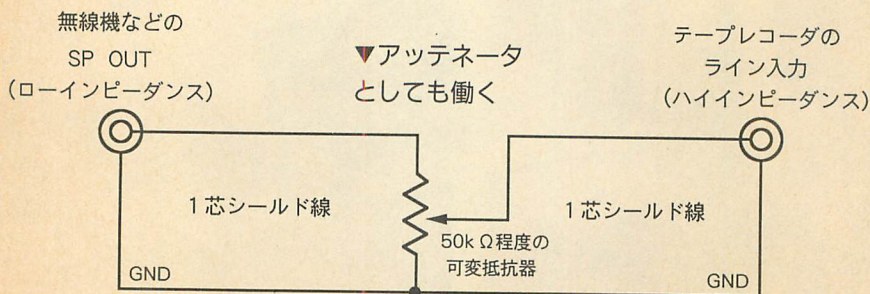 無線機などの
SP OUT
(ローインピーダンス)
▼アッテネータ
としても働く
テープレコーダの
ライン入力
(ハイインピーダンス)
1芯シールド線
50kΩ程度の
可変抵抗器
1芯シールド線
GND
GND